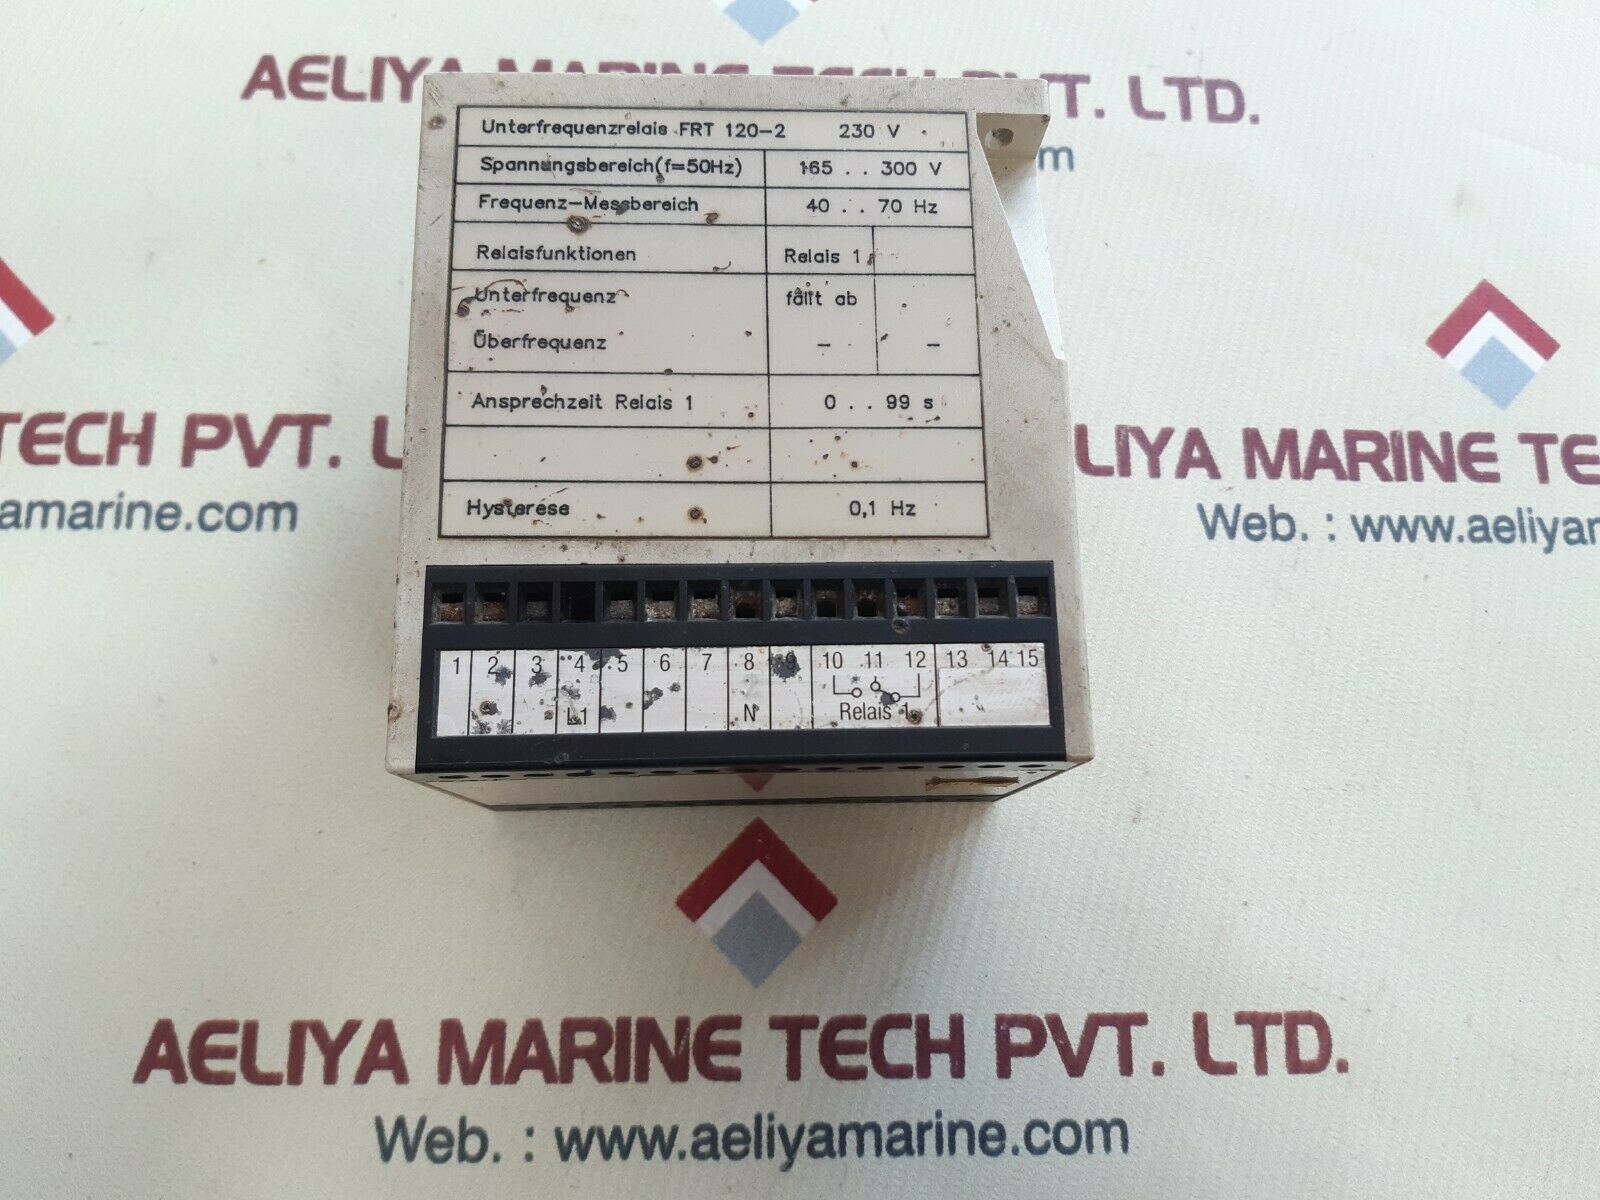 AELIYA MARINE TECH PVT. LTD.
Unterfrequenzrelais FRT 120-2 230 V
Spannungsbereich(f=50Hz) 165 . . 300 V
Frequenz-Messbereich 40 . . 70 Hz
Relaisfunktionen Relais 1
Unterfrequenz fällt ab
Überfrequenz - -
Ansprechzeit Relais 1 0 . . 99 s
Hysterese 0,1 Hz
1 2 3 4 5 6 7 8 9 10 11 12 13 14 15
L1 N Relais 1
m
TECH PVT. L
amarine.com
LIYA MARINE TE
Web. : www.aeliyamar
AELIYA MARINE TECH PVT. LTD.
Web. : www.aeliyamarine.com